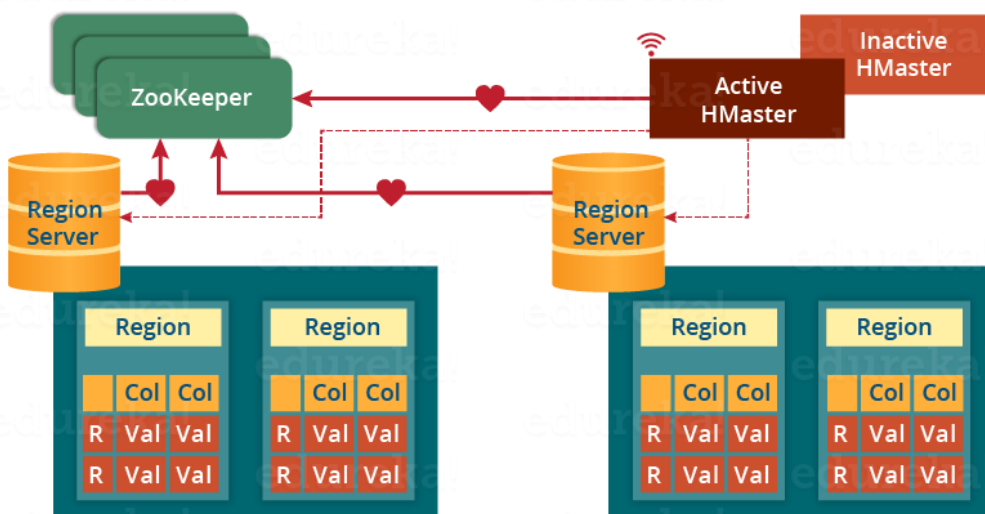 ZooKeeper
Active
HMaster
Inactive
HMaster
Region
Server
Region
Server
Region
Region
Region
Region
Col Col
Col Col
Col Col
Col Col
R Val Val
R Val Val
R Val Val
R Val Val
R Val Val
R Val Val
R Val Val
R Val Val
edureka!